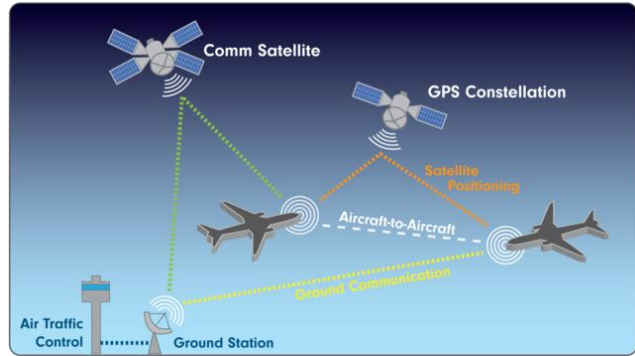 Comm Satellite
GPS Constellation
Satellite
Positioning
Aircraft-to-Aircraft
Ground Communication
Air Traffic
Control
Ground Station